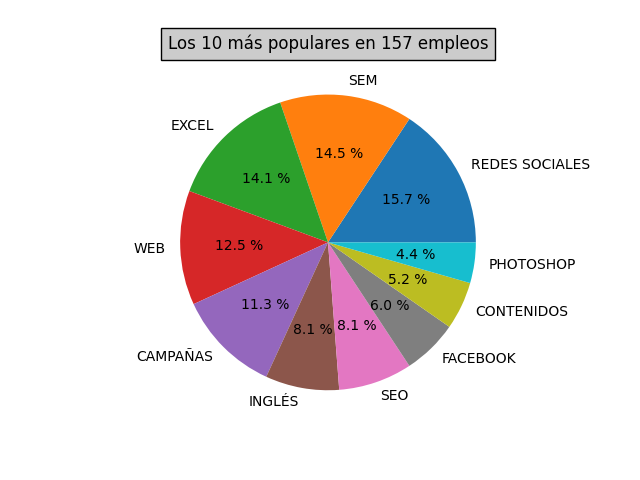 Los 10 más populares en 157 empleos
SEM
EXCEL
REDES SOCIALES
14.5 %
14.1 %
15.7 %
WEB
12.5 %
4.4 %
PHOTOSHOP
5.2 %
11.3 %
6.0 %
CONTENIDOS
8.1 %
8.1 %
CAMPAÑAS
FACEBOOK
INGLÉS
SEO